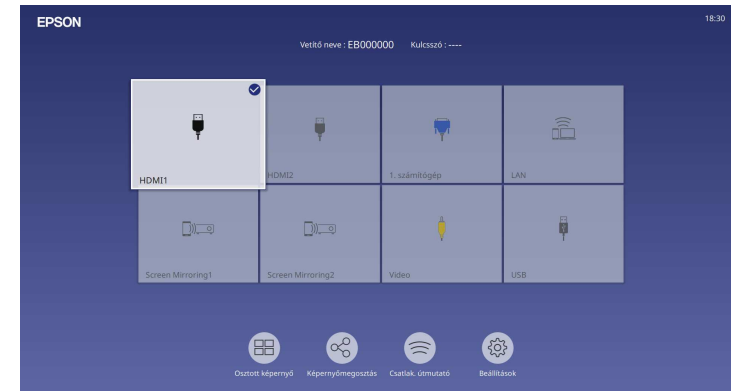 EPSON
18:30
Vetítő neve : EB000000 Kulcsszó : ----
HDMI1
HDMI2
1. számítógép
LAN
Screen Mirroring1
Screen Mirroring2
Video
USB
Osztott képernyő
Képernyőmegosztás
Csatlak. útmutató
Beállítások